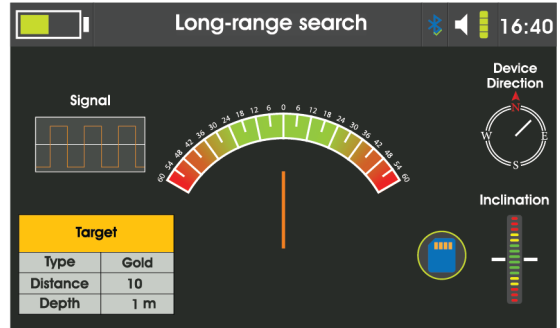 Long-range search
16:40
Device
Direction
N
W E
S
Signal
60 54 48 42 36 30 24 18 12 6 0 6 12 18 24 30 36 42 48 54 60
Inclination
Target
Type Gold
Distance 10
Depth 1 m